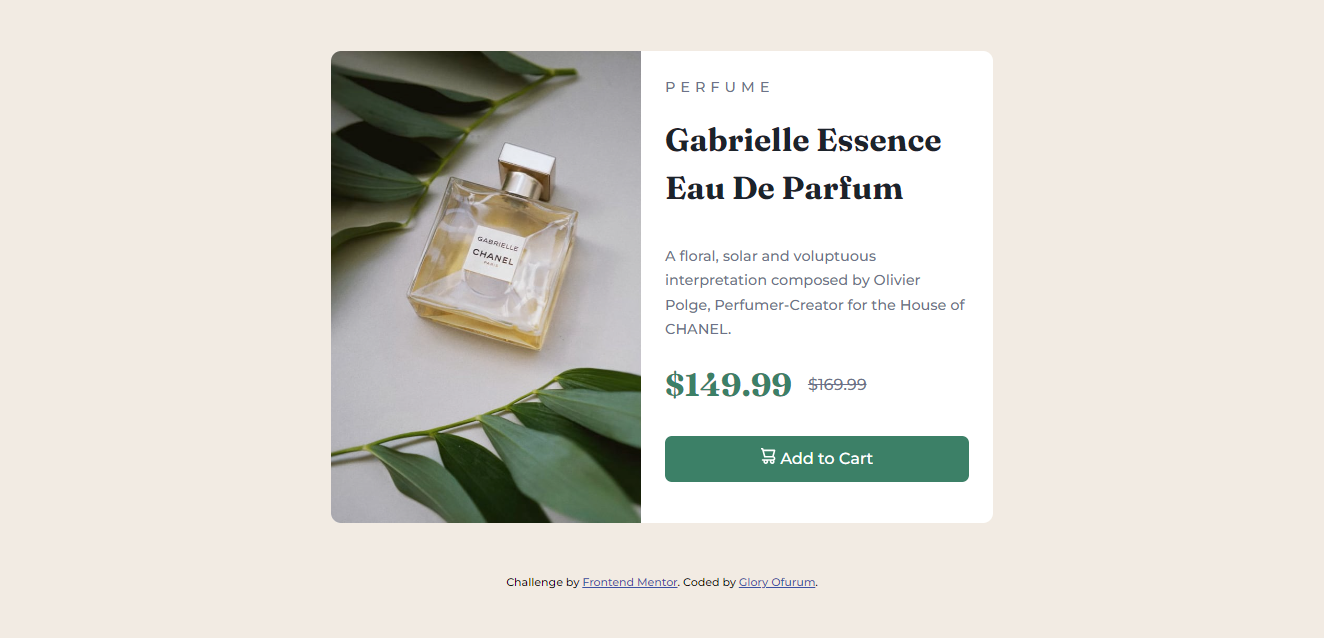 GABRIELLE
CHANEL
PARIS
PERFUME
Gabrielle Essence
Eau De Parfum
A floral, solar and voluptuous
interpretation composed by Olivier
Polge, Perfumer-Creator for the House of
CHANEL.
$149.99 $169.99
Add to Cart
Challenge by Frontend Mentor. Coded by Glory Ofurum.